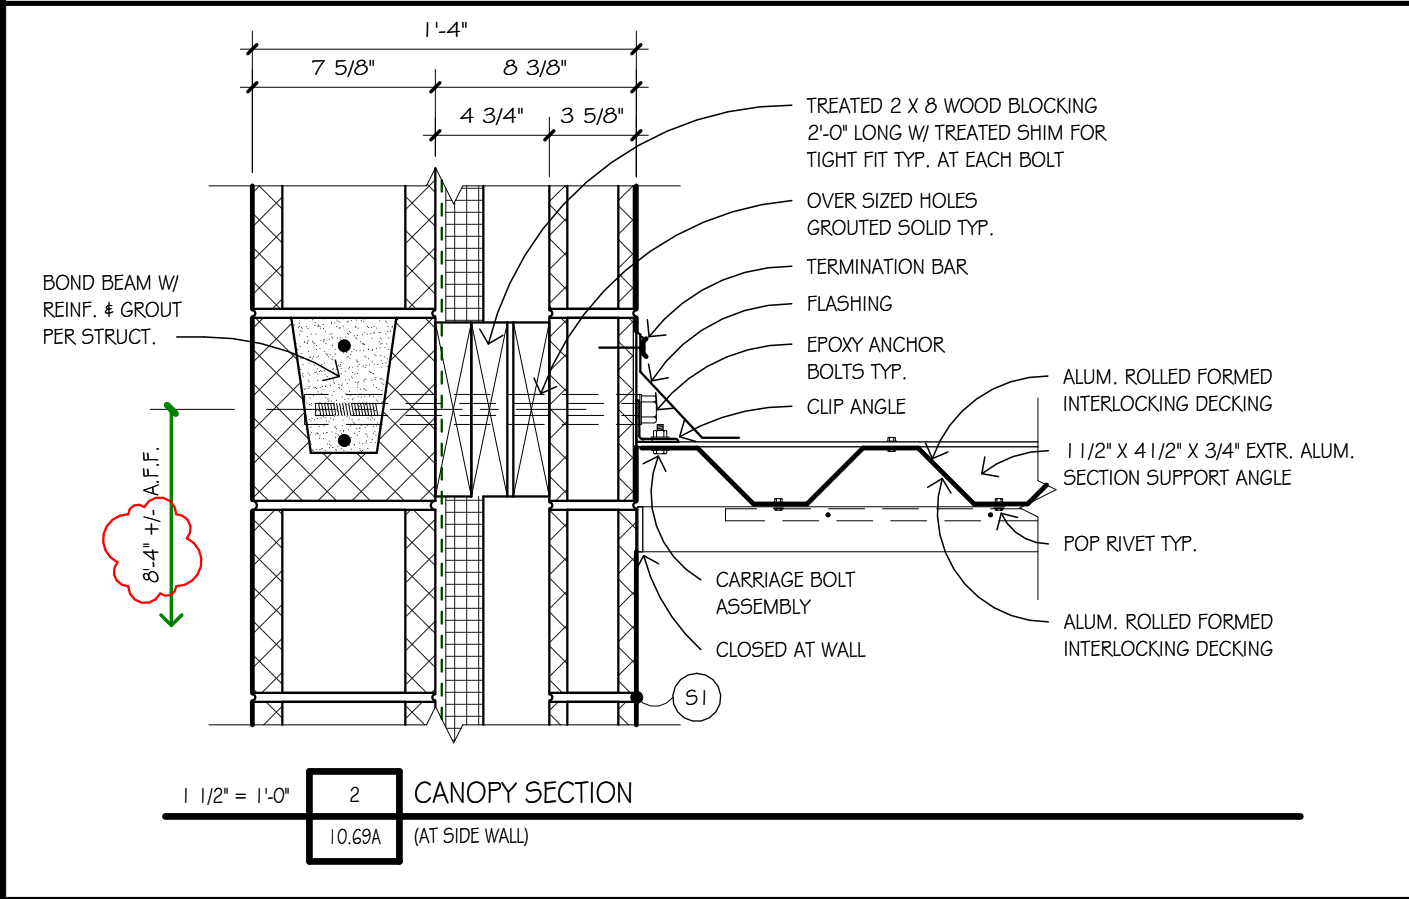 1'-4"
7 5/8"
8 3/8"
4 3/4"
3 5/8"
TREATED 2 X 8 WOOD BLOCKING
2'-0" LONG W/ TREATED SHIM FOR
TIGHT FIT TYP. AT EACH BOLT
OVER SIZED HOLES
GROUTED SOLID TYP.
TERMINATION BAR
FLASHING
EPOXY ANCHOR
BOLTS TYP.
CLIP ANGLE
BOND BEAM W/
REINF. & GROUT
PER STRUCT.
ALUM. ROLLED FORMED
INTERLOCKING DECKING
1 1/2" X 4 1/2" X 3/4" EXTR. ALUM.
SECTION SUPPORT ANGLE
POP RIVET TYP.
8'-4" +/- A.F.F.
CARRIAGE BOLT
ASSEMBLY
CLOSED AT WALL
ALUM. ROLLED FORMED
INTERLOCKING DECKING
S1
1 1/2" = 1'-0"
2
CANOPY SECTION
10.69A
(AT SIDE WALL)